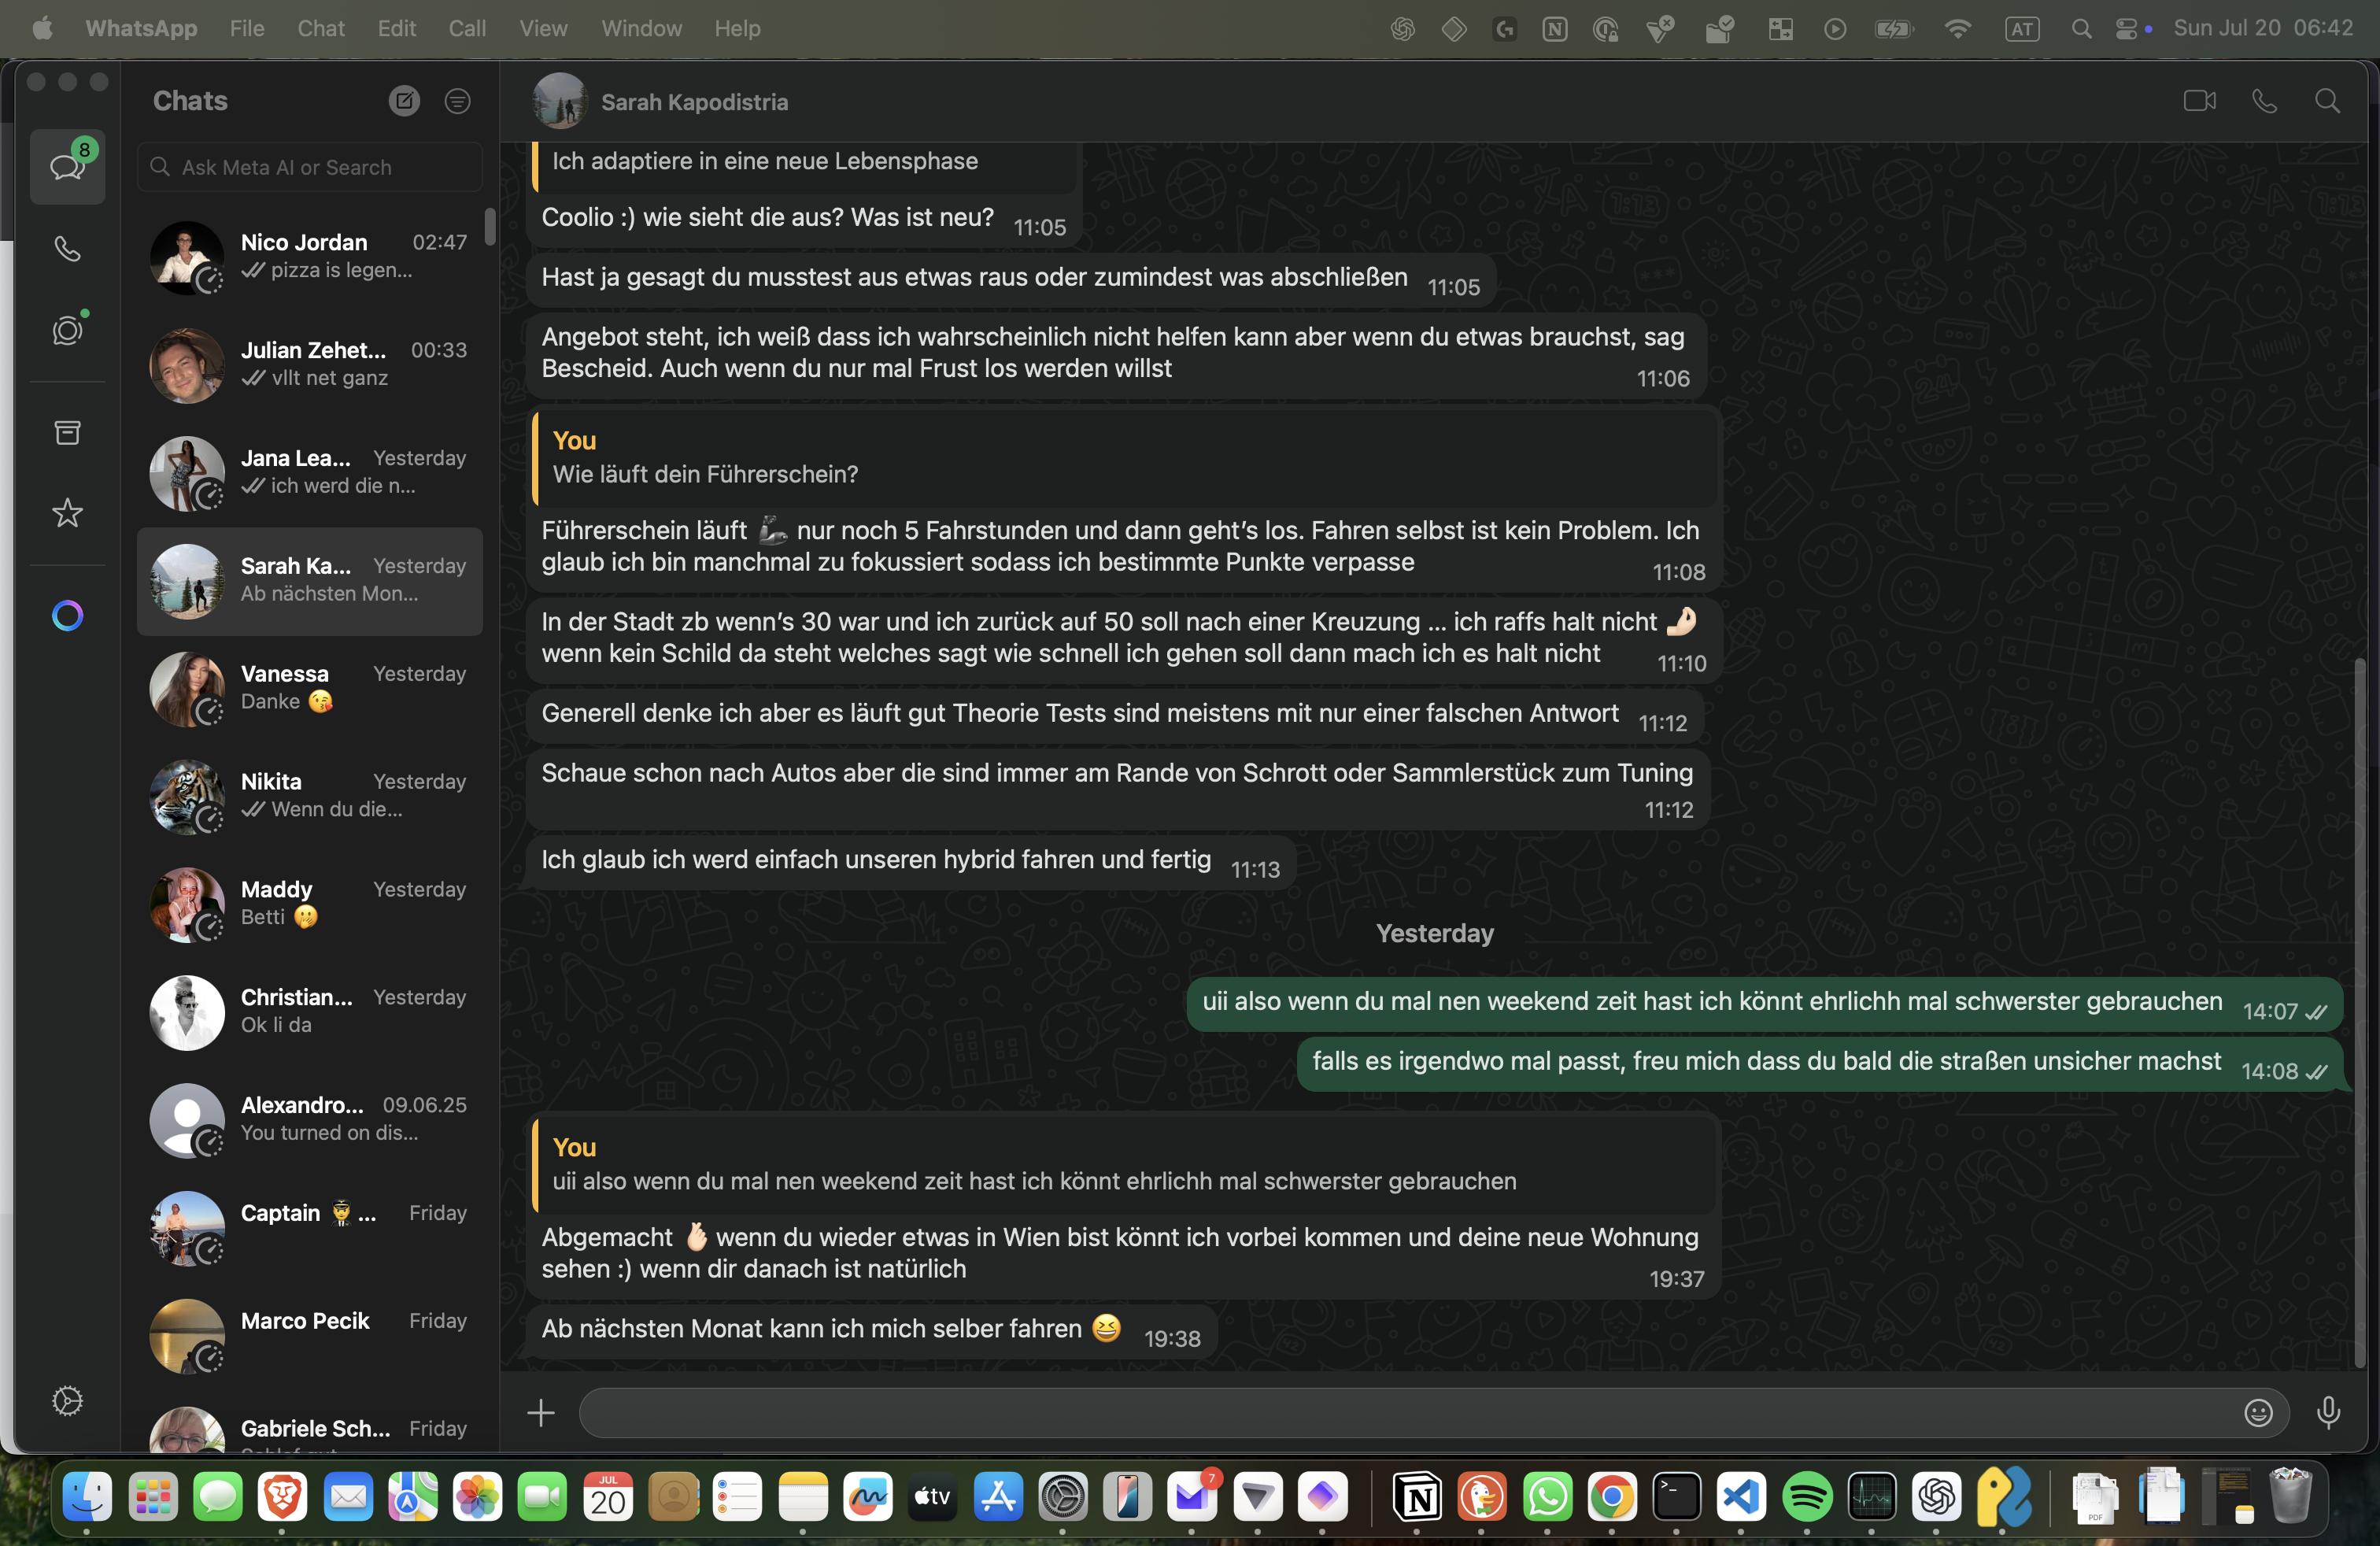 WhatsApp File Chat Edit Call View Window Help
AT Sun Jul 20 06:42
Chats
8
Ask Meta AI or Search
Nico Jordan 02:47
pizza is legen...
Julian Zehet... 00:33
vllt net ganz
Jana Lea... Yesterday
ich werd die n...
Sarah Ka... Yesterday
Ab nächsten Mon...
Vanessa Yesterday
Danke 😘
Nikita Yesterday
Wenn du die...
Maddy Yesterday
Betti 🤭
Christian... Yesterday
Ok li da
Alexandro... 09.06.25
You turned on dis...
Captain ... Friday
Marco Pecik Friday
Gabriele Sch... Friday
Sarah Kapodistria
Ich adaptiere in eine neue Lebensphase
Coolio :) wie sieht die aus? Was ist neu? 11:05
Hast ja gesagt du musstest aus etwas raus oder zumindest was abschließen 11:05
Angebot steht, ich weiß dass ich wahrscheinlich nicht helfen kann aber wenn du etwas brauchst, sag
Bescheid. Auch wenn du nur mal Frust los werden willst 11:06
You
Wie läuft dein Führerschein?
Führerschein läuft 🦾 nur noch 5 Fahrstunden und dann geht's los. Fahren selbst ist kein Problem. Ich
glaub ich bin manchmal zu fokussiert sodass ich bestimmte Punkte verpasse 11:08
In der Stadt zb wenn's 30 war und ich zurück auf 50 soll nach einer Kreuzung ... ich raffs halt nicht 🤌🏻
wenn kein Schild da steht welches sagt wie schnell ich gehen soll dann mach ich es halt nicht 11:10
Generell denke ich aber es läuft gut Theorie Tests sind meistens mit nur einer falschen Antwort 11:12
Schaue schon nach Autos aber die sind immer am Rande von Schrott oder Sammlerstück zum Tuning
11:12
Ich glaub ich werd einfach unseren hybrid fahren und fertig 11:13
Yesterday
uii also wenn du mal nen weekend zeit hast ich könnt ehrlichh mal schwerster gebrauchen 14:07
falls es irgendwo mal passt, freu mich dass du bald die straßen unsicher machst 14:08
You
uii also wenn du mal nen weekend zeit hast ich könnt ehrlichh mal schwerster gebrauchen
Abgemacht 🫰🏻 wenn du wieder etwas in Wien bist könnt ich vorbei kommen und deine neue Wohnung
sehen :) wenn dir danach ist natürlich 19:37
Ab nächsten Monat kann ich mich selber fahren 😆 19:38
JUL
20
tv
7
PDF